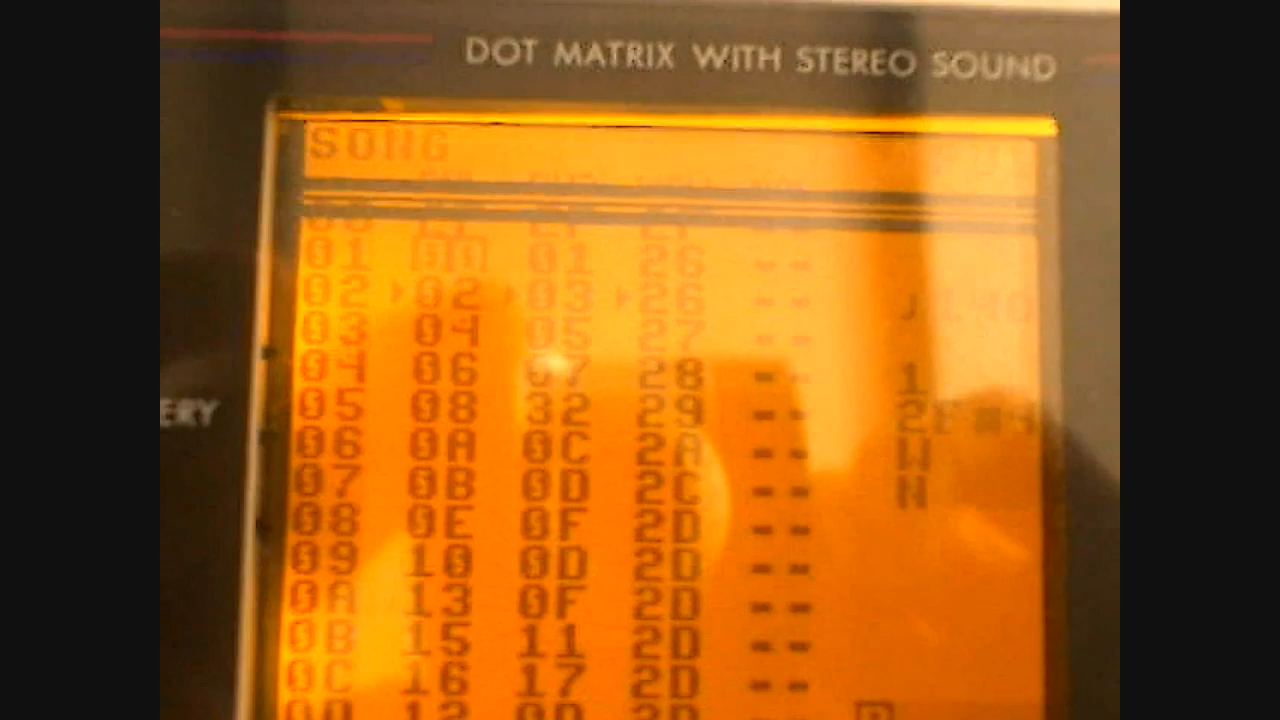 DOT MATRIX WITH STEREO SOUND
SONG
01 00 01 26 --
02 02 03 26 --
03 04 05 27 --
04 06 07 28 --
05 08 32 29 --
ERY
06 0A 0C 2A --
07 0B 0D 2C --
08 0E 0F 2D --
09 10 0D 2D --
0A 13 0F 2D --
0B 15 11 2D --
0C 16 17 2D --